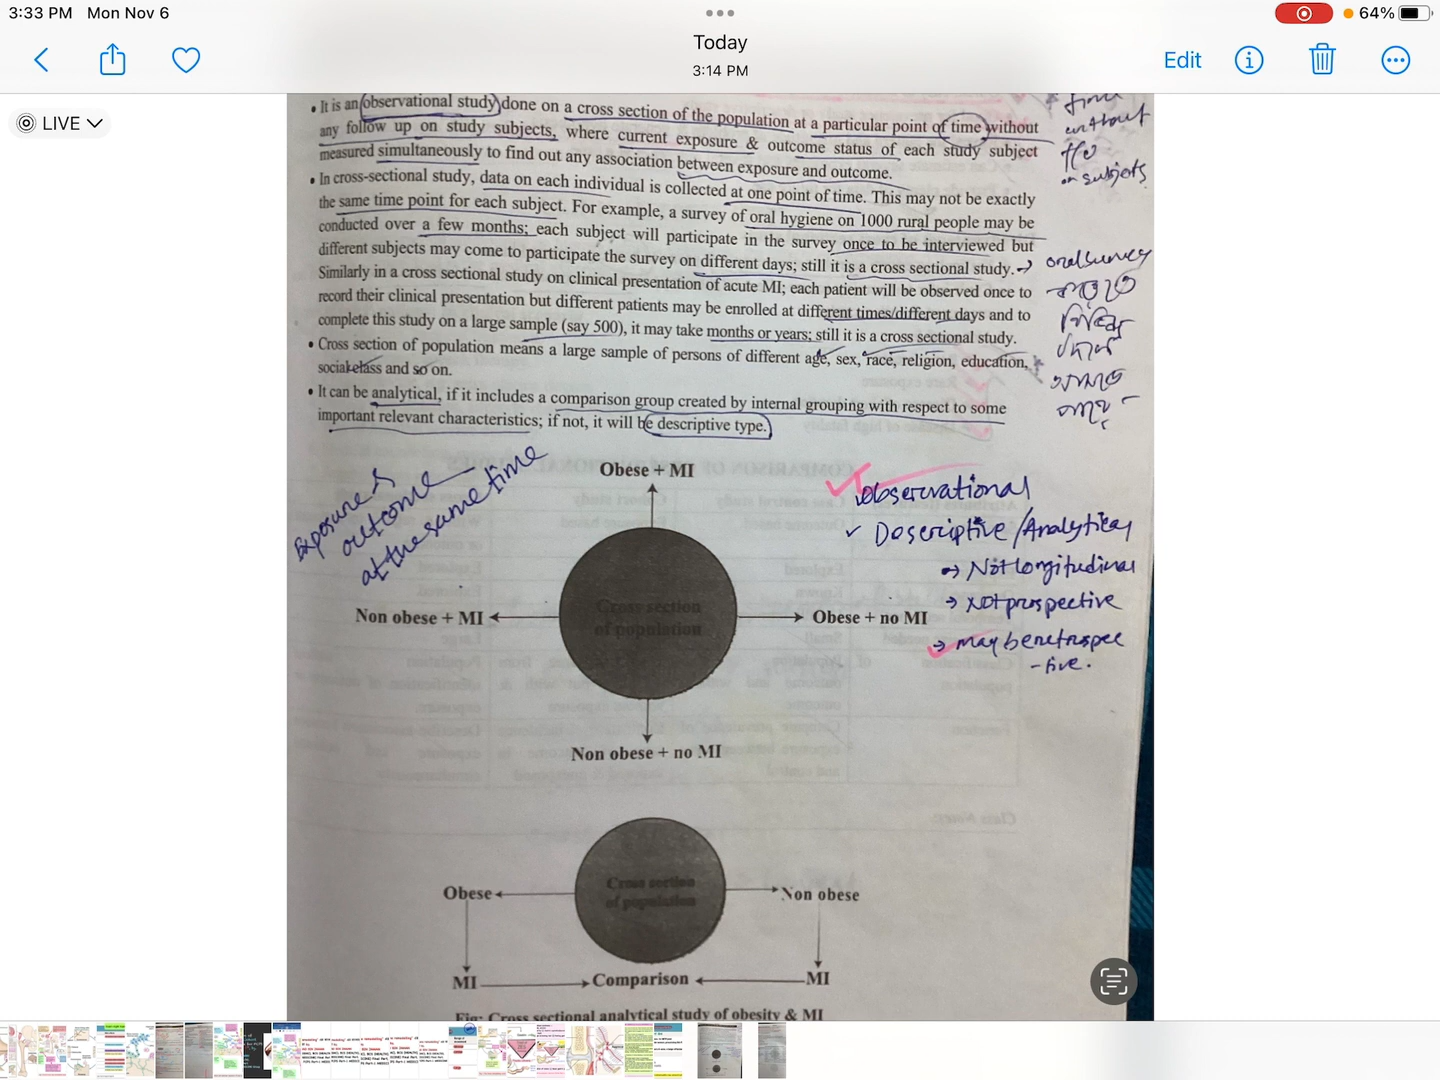 3:33 PM Mon Nov 6
64%
Today
3:14 PM
Edit
LIVE
• It is an observational study done on a cross section of the population at a particular point of time without
any follow up on study subjects, where current exposure & outcome status of each study subject
measured simultaneously to find out any association between exposure and outcome.
• In cross-sectional study, data on each individual is collected at one point of time. This may not be exactly
the same time point for each subject. For example, a survey of oral hygiene on 1000 rural people may be
conducted over a few months; each subject will participate in the survey once to be interviewed but
different subjects may come to participate the survey on different days; still it is a cross sectional study.
Similarly in a cross sectional study on clinical presentation of acute MI; each patient will be observed once to
record their clinical presentation but different patients may be enrolled at different times/different days and to
complete this study on a large sample (say 500), it may take months or years; still it is a cross sectional study.
• Cross section of population means a large sample of persons of different age, sex, race, religion, education,
social class and so on.
• It can be analytical, if it includes a comparison group created by internal grouping with respect to some
important relevant characteristics; if not, it will be descriptive type.
time
without
on subjects
oral survey
Exposure &
outcome
at the same time
Obese + MI
Observational
Descriptive/Analytical
→ Not longitudinal
→ Not prospective
→ may be retrospec
-tive.
Non obese + MI
Cross section
of population
Obese + no MI
Non obese + no MI
Cross section
of population
Obese
Non obese
MI
Comparison
MI
Fig: Cross sectional analytical study of obesity & MI